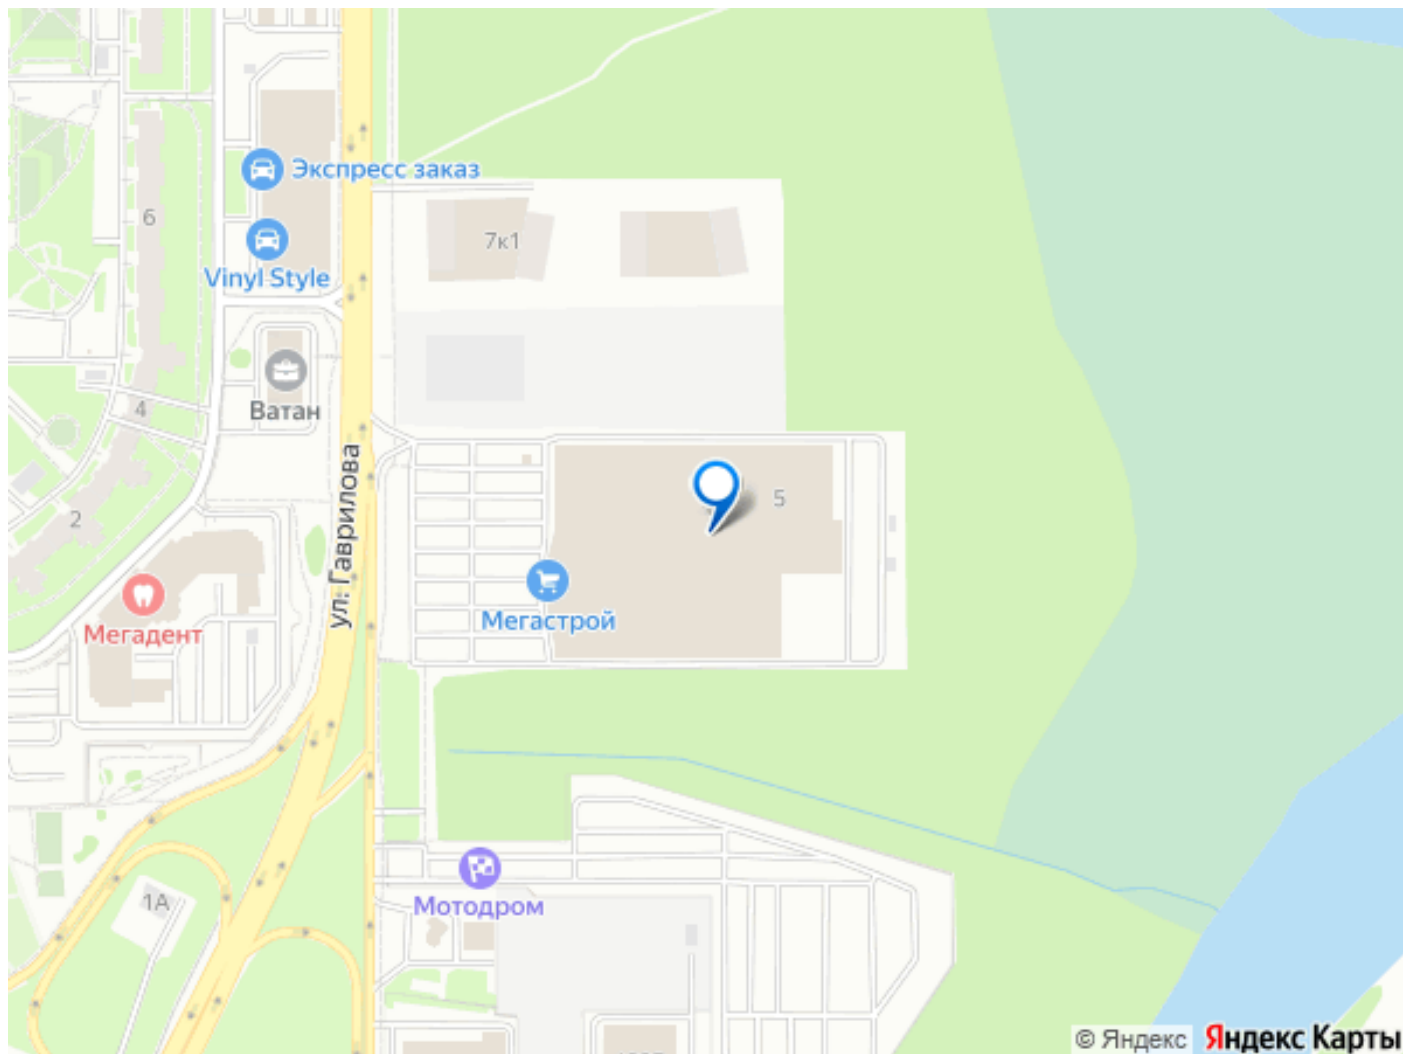 Экспресс заказ
6
7к1
Vinyl Style
Ватан
4
ул. Гаврилова
5
2
Мегастрой
Мегадент
Мотодром
1А
© Яндекс Яндекс Карты